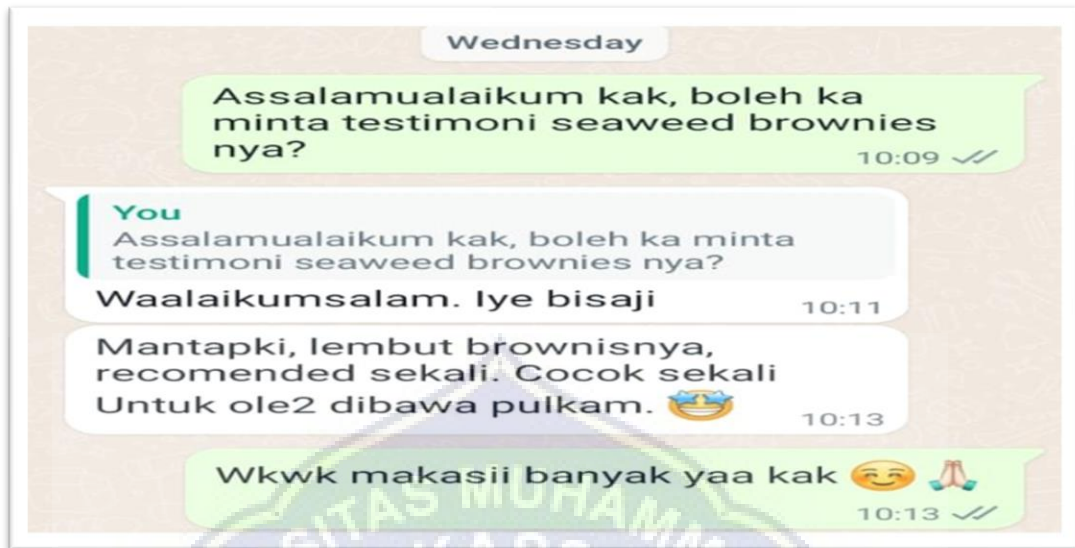 Wednesday
Assalamualaikum kak, boleh ka
minta testimoni seaweed brownies
nya?
10:09
You
Assalamualaikum kak, boleh ka minta
testimoni seaweed brownies nya?
Waalaikumsalam. Iye bisaji
10:11
Mantapki, lembut brownisnya,
recomended sekali. Cocok sekali
Untuk ole2 dibawa pulkam. 🤩
10:13
Wkwk makasii banyak yaa kak ☺️ 🙏🏻
10:13